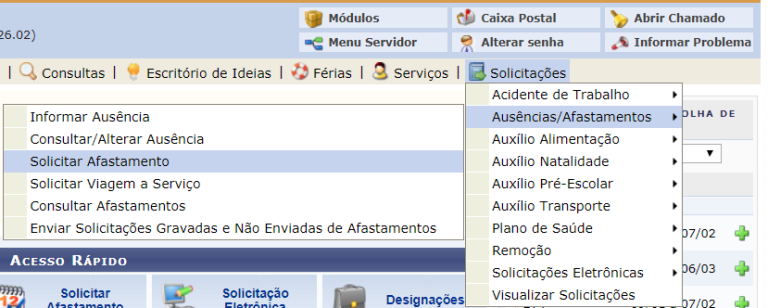 26.02)
Módulos
Caixa Postal
Abrir Chamado
Menu Servidor
Alterar senha
Informar Problema
| Consultas | Escritório de Ideias | Férias | Serviços | Solicitações
Informar Ausência
Consultar/Alterar Ausência
Solicitar Afastamento
Solicitar Viagem a Serviço
Consultar Afastamentos
Enviar Solicitações Gravadas e Não Enviadas de Afastamentos
Acidente de Trabalho
Ausências/Afastamentos
Auxílio Alimentação
Auxílio Natalidade
Auxílio Pré-Escolar
Auxílio Transporte
Plano de Saúde
Remoção
Solicitações Eletrônicas
Visualizar Solicitações
OLHA DE
07/02
06/03
07/02
ACESSO RÁPIDO
12
Solicitar
Afastamento
Solicitação
Eletrônica
Designações